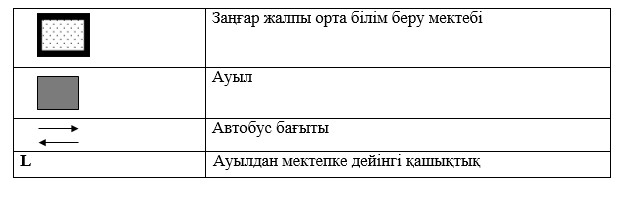 Заңғар жалпы орта білім беру мектебі
Ауыл
Автобус бағыты
L Ауылдан мектепке дейінгі қашықтық